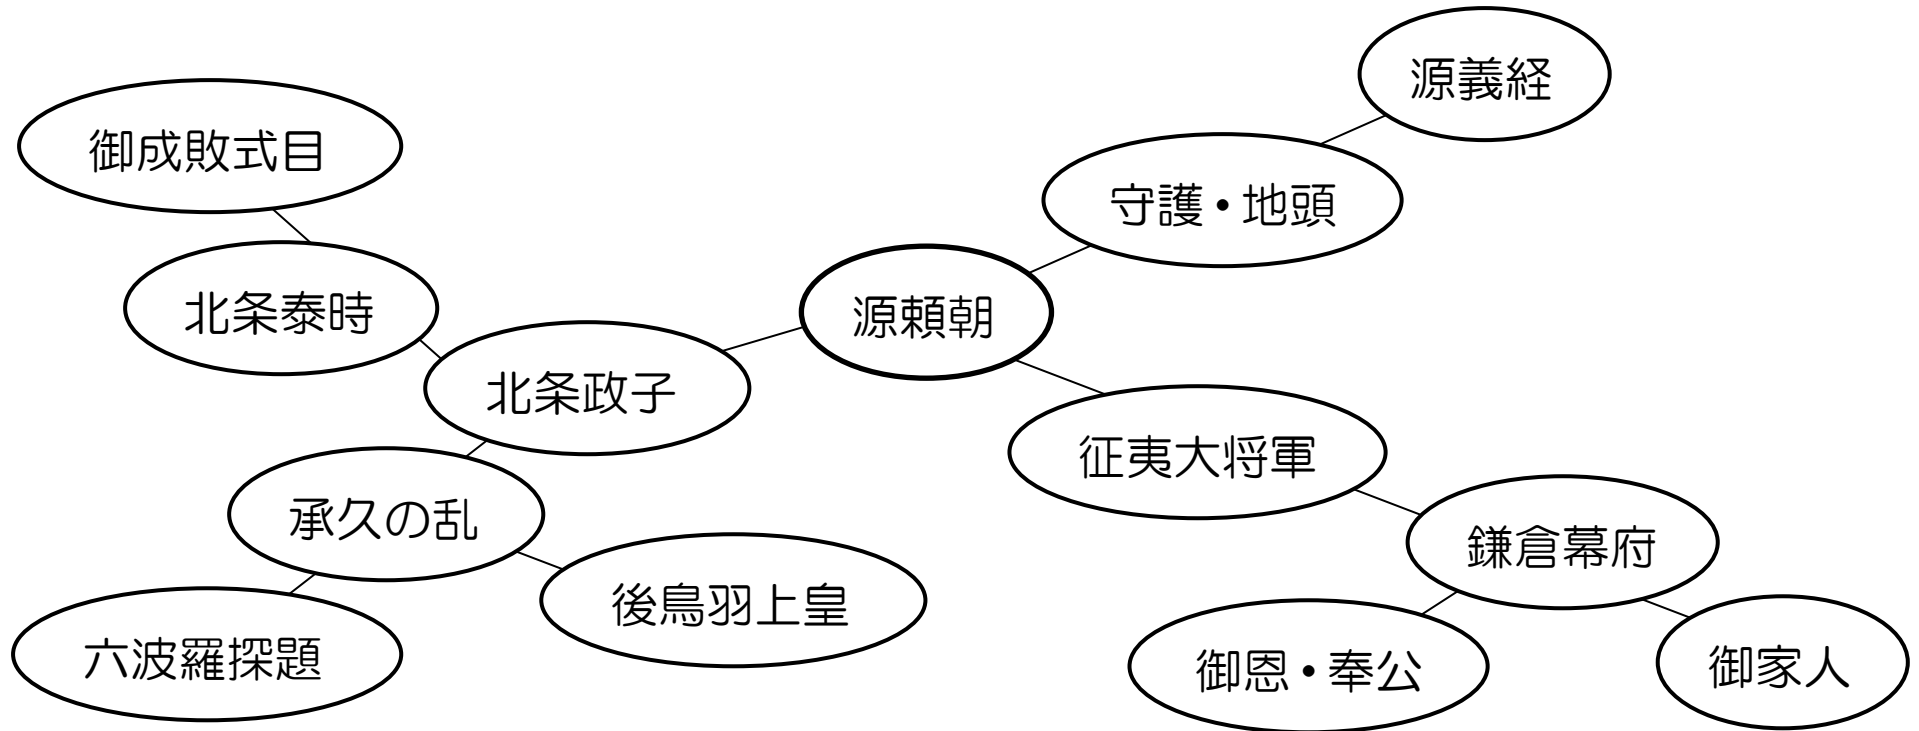 源義経
御成敗式目
守護・地頭
北条泰時
源頼朝
北条政子
征夷大将軍
承久の乱
鎌倉幕府
後鳥羽上皇
六波羅探題
御恩・奉公
御家人